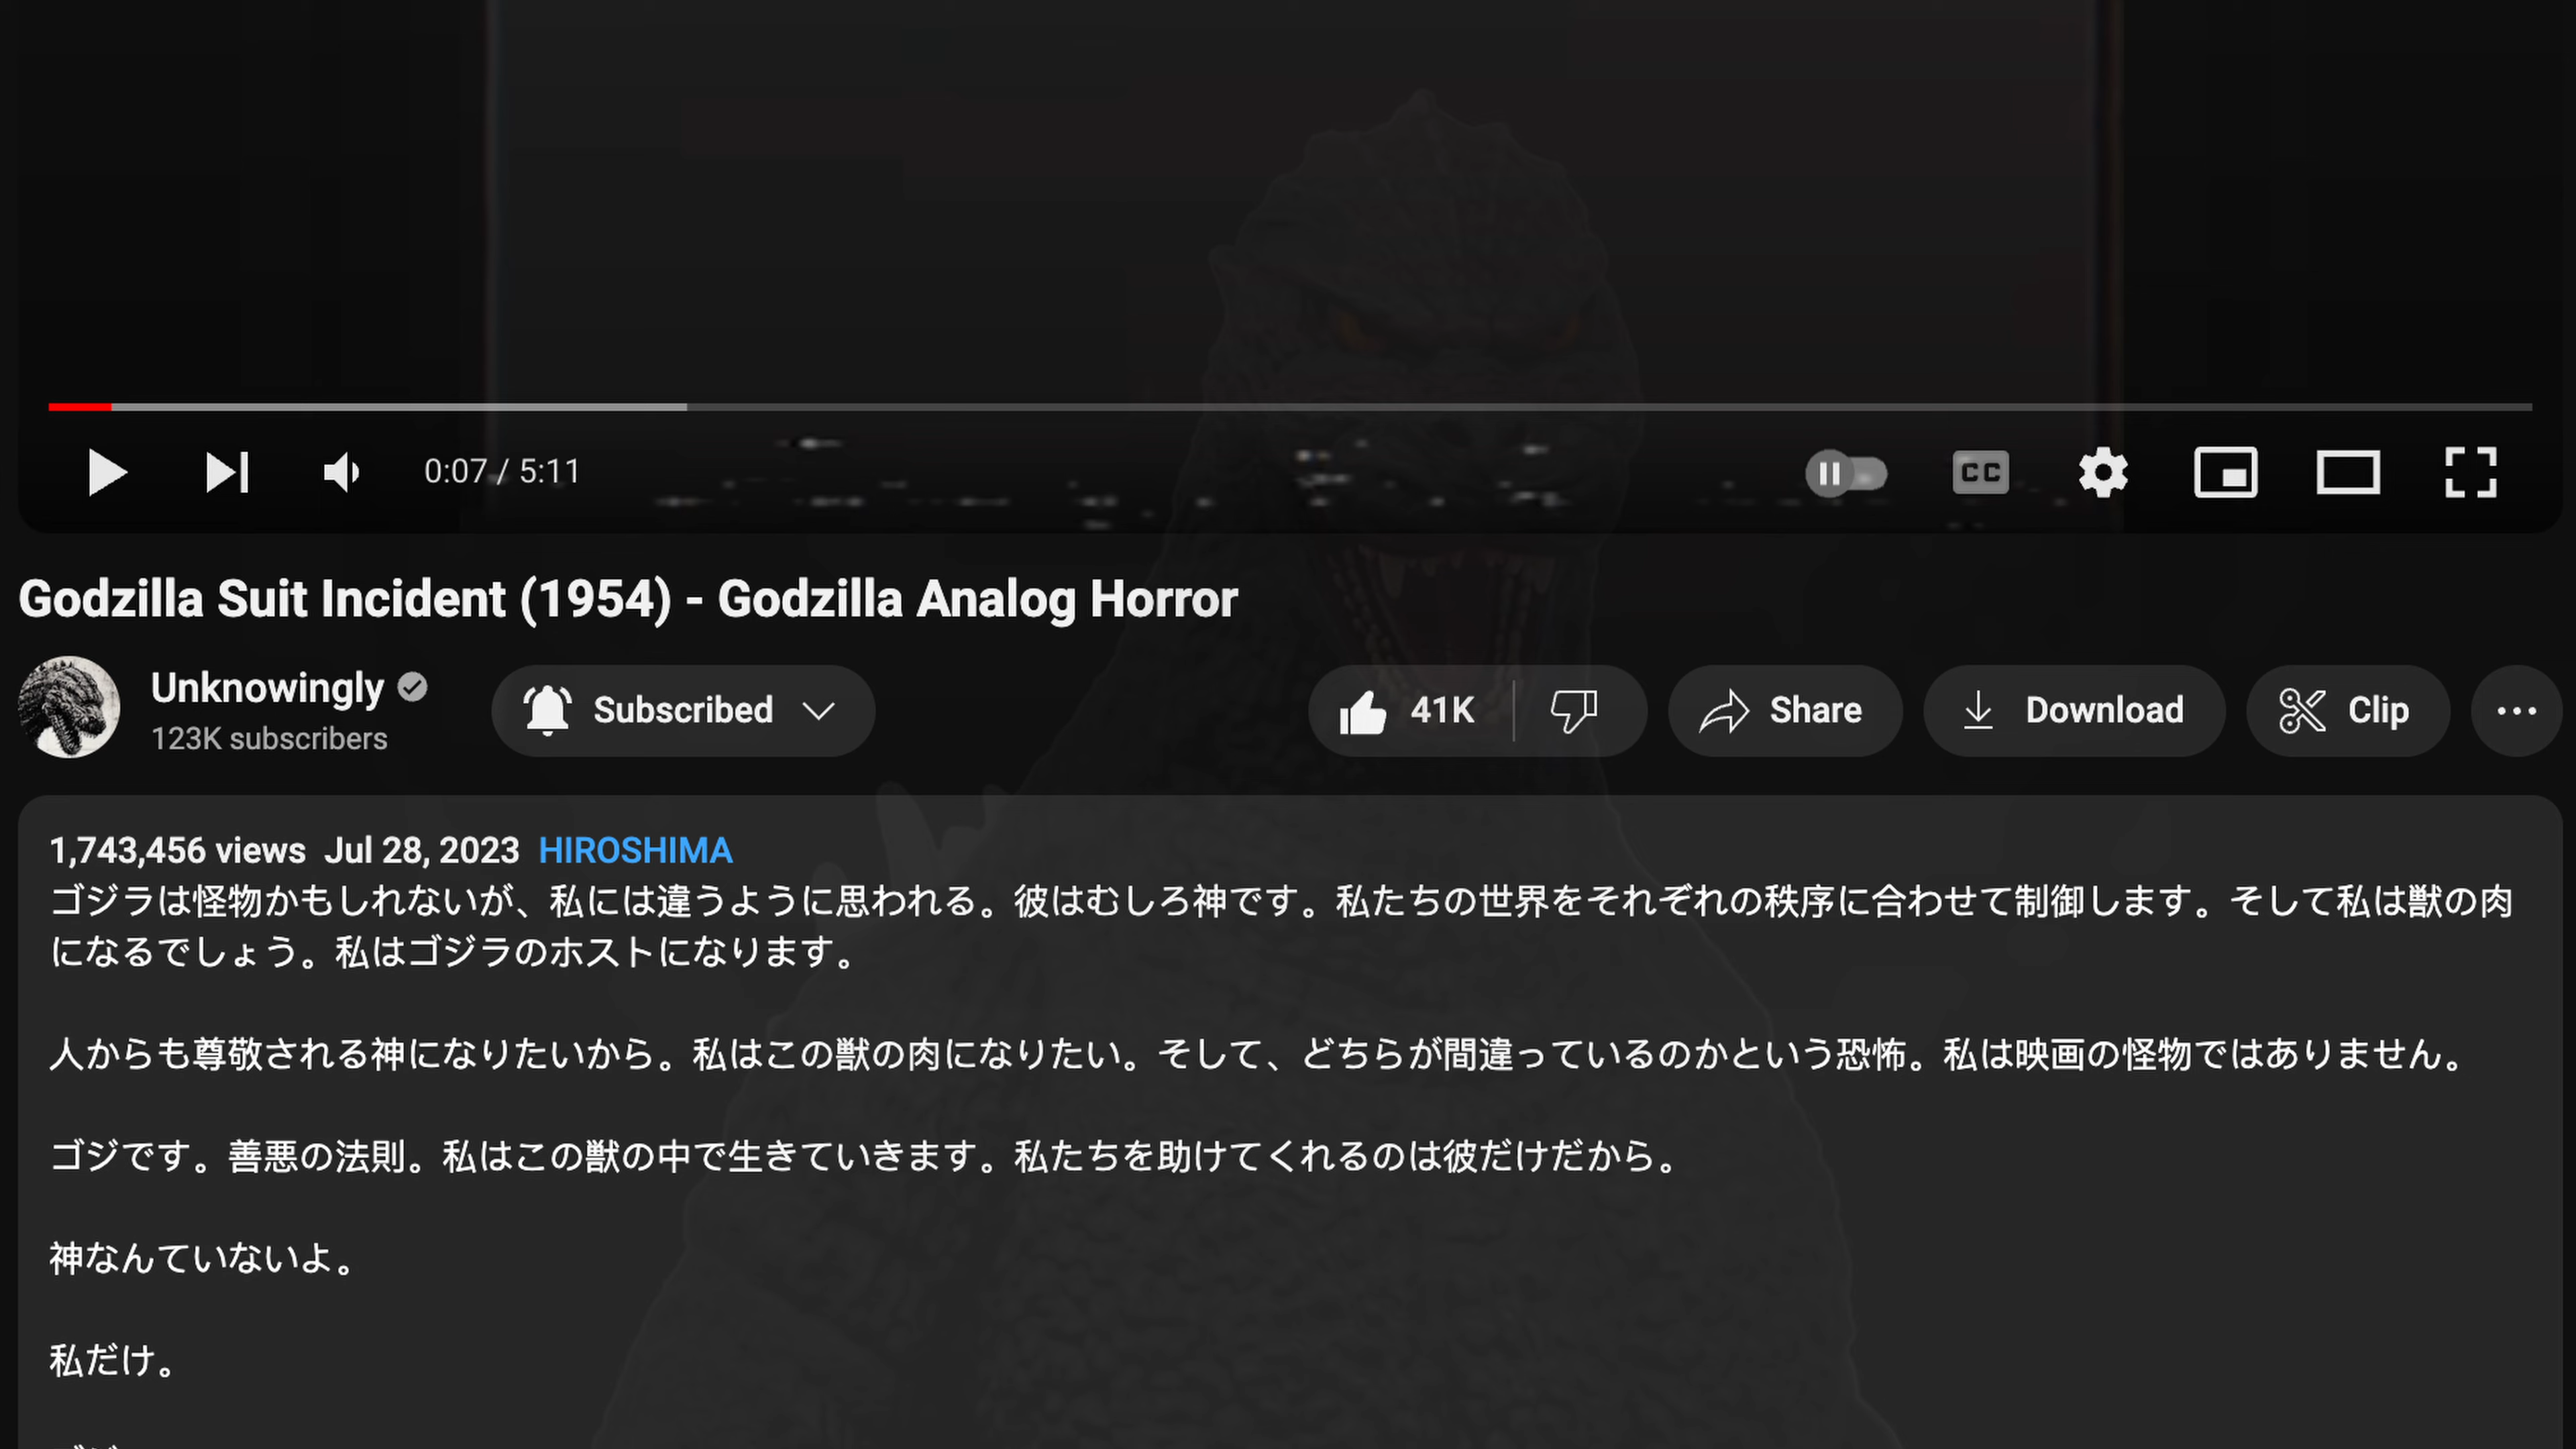 0:07 / 5:11
CC
Godzilla Suit Incident (1954) - Godzilla Analog Horror
Unknowingly
123K subscribers
Subscribed
41K
Share
Download
Clip
1,743,456 views Jul 28, 2023 HIROSHIMA
ゴジラは怪物かもしれないが、私には違うように思われる。彼はむしろ神です。私たちの世界をそれぞれの秩序に合わせて制御します。そして私は獣の肉
になるでしょう。私はゴジラのホストになります。
人からも尊敬される神になりたいから。私はこの獣の肉になりたい。そして、どちらが間違っているのかという恐怖。私は映画の怪物ではありません。
ゴジです。善悪の法則。私はこの獣の中で生きていきます。私たちを助けてくれるのは彼だけだから。
神なんていないよ。
私だけ。